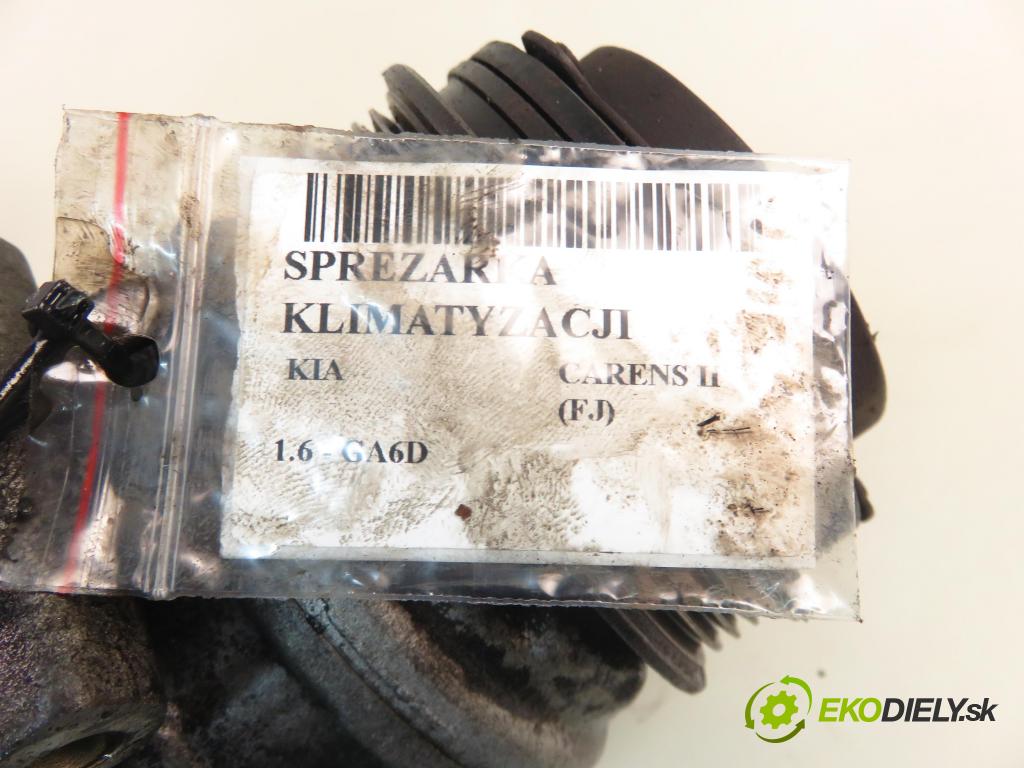 SPREZARKA
KLIMATYZACJI
KIA CARENS II
(FJ)
1.6 - GA6D
EKODIELY.sk